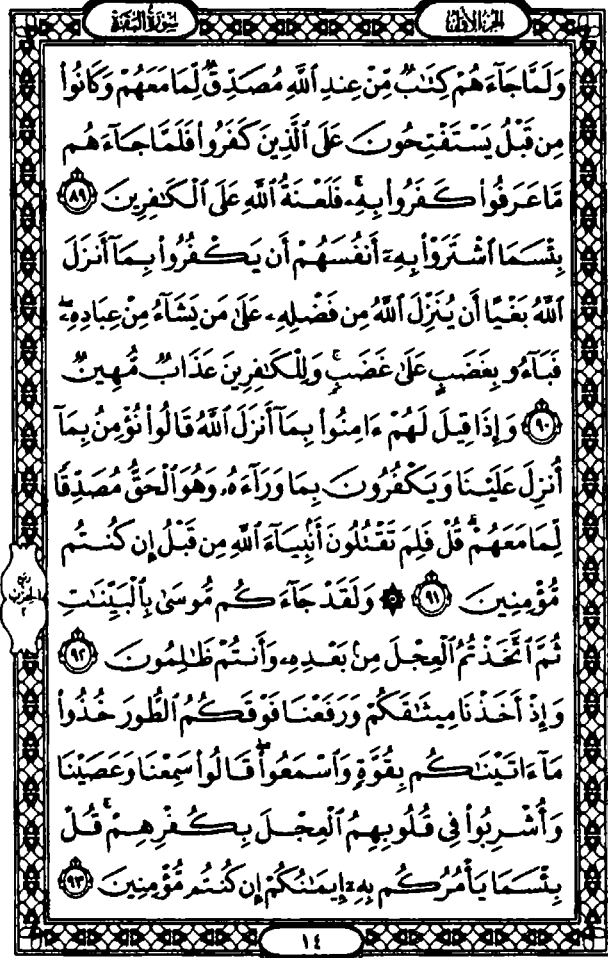 الجزء الأول
سورة البقرة
وَلَمَّا جَآءَهُمْ كِتَٰبٌ مِّنْ عِندِ ٱللَّهِ مُصَدِّقٌ لِّمَا مَعَهُمْ وَكَانُوا۟
مِن قَبْلُ يَسْتَفْتِحُونَ عَلَى ٱلَّذِينَ كَفَرُوا۟ فَلَمَّا جَآءَهُم
مَّا عَرَفُوا۟ كَفَرُوا۟ بِهِۦ ۚ فَلَعْنَةُ ٱللَّهِ عَلَى ٱلْكَٰفِرِينَ ٨٩
بِئْسَمَا ٱشْتَرَوْا۟ بِهِۦٓ أَنفُسَهُمْ أَن يَكْفُرُوا۟ بِمَآ أَنزَلَ
ٱللَّهُ بَغْيًا أَن يُنَزِّلَ ٱللَّهُ مِن فَضْلِهِۦ عَلَىٰ مَن يَشَآءُ مِنْ عِبَادِهِۦ ۖ
فَبَآءُو بِغَضَبٍ عَلَىٰ غَضَبٍ ۚ وَلِلْكَٰفِرِينَ عَذَابٌ مُّهِينٌ
٩٠ وَإِذَا قِيلَ لَهُمْ ءَامِنُوا۟ بِمَآ أَنزَلَ ٱللَّهُ قَالُوا۟ نُؤْمِنُ بِمَآ
أُنزِلَ عَلَيْنَا وَيَكْفُرُونَ بِمَا وَرَآءَهُۥ وَهُوَ ٱلْحَقُّ مُصَدِّقًا
لِّمَا مَعَهُمْ ۗ قُلْ فَلِمَ تَقْتُلُونَ أَنۢبِيَآءَ ٱللَّهِ مِن قَبْلُ إِن كُنتُم
مُّؤْمِنِينَ ٩١ ۞ وَلَقَدْ جَآءَكُم مُّوسَىٰ بِٱلْبَيِّنَٰتِ
ربع
الحزب
٢
ثُمَّ ٱتَّخَذْتُمُ ٱلْعِجْلَ مِنۢ بَعْدِهِۦ وَأَنتُمْ ظَٰلِمُونَ ٩٢
وَإِذْ أَخَذْنَا مِيثَٰقَكُمْ وَرَفَعْنَا فَوْقَكُمُ ٱلطُّورَ خُذُوا۟
مَآ ءَاتَيْنَٰكُم بِقُوَّةٍ وَٱسْمَعُوا۟ ۖ قَالُوا۟ سَمِعْنَا وَعَصَيْنَا
وَأُشْرِبُوا۟ فِى قُلُوبِهِمُ ٱلْعِجْلَ بِكُفْرِهِمْ ۚ قُلْ
بِئْسَمَا يَأْمُرُكُم بِهِۦٓ إِيمَٰنُكُمْ إِن كُنتُم مُّؤْمِنِينَ ٩٣
١٤